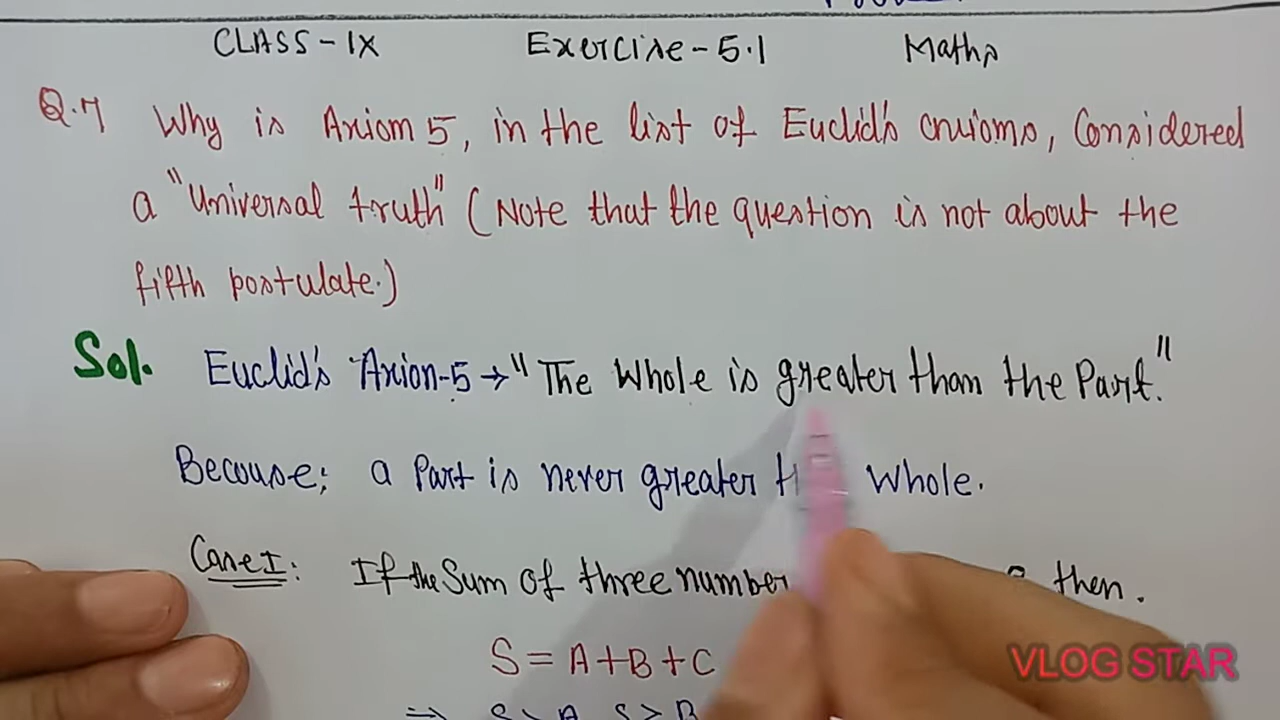 CLASS-IX Exercise-5.1 Maths
Q.7 Why is Axiom 5, in the list of Euclid's axioms, Considered
a "Universal truth" (Note that the question is not about the
fifth postulate.)
Sol. Euclid's Axion-5→"The Whole is greater than the Part."
Becouse; a Part is never greater Whole.
Case I: If the Sum of three number then.
S=A+B+C
⇒ S>A, S>B
VLOG STAR